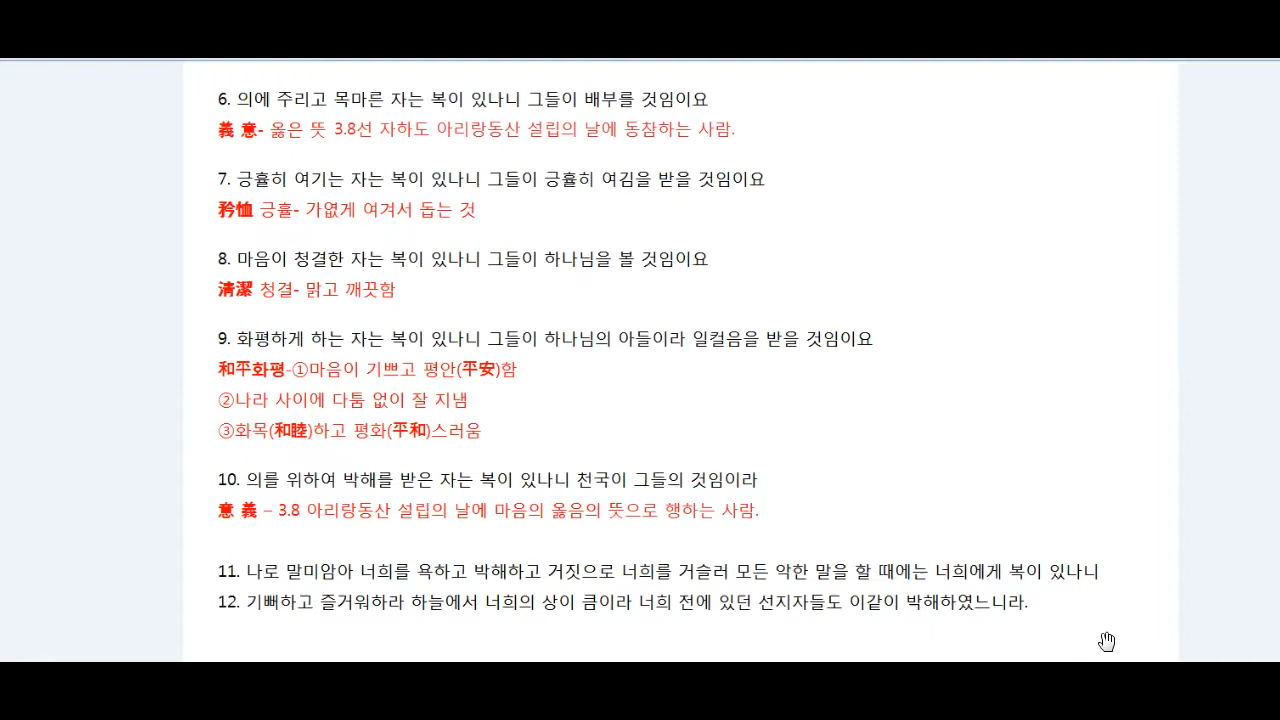 6. 의에 주리고 목마른 자는 복이 있나니 그들이 배부를 것임이요
義 意- 옳은 뜻 3.8선 자하도 아리랑동산 설립의 날에 동참하는 사람.
7. 긍휼히 여기는 자는 복이 있나니 그들이 긍휼히 여김을 받을 것임이요
矜恤 긍휼- 가엾게 여겨서 돕는 것
8. 마음이 청결한 자는 복이 있나니 그들이 하나님을 볼 것임이요
淸潔 청결- 맑고 깨끗함
9. 화평하게 하는 자는 복이 있나니 그들이 하나님의 아들이라 일컬음을 받을 것임이요
和平화평-①마음이 기쁘고 평안(平安)함
②나라 사이에 다툼 없이 잘 지냄
③화목(和睦)하고 평화(平和)스러움
10. 의를 위하여 박해를 받은 자는 복이 있나니 천국이 그들의 것임이라
意 義 – 3.8 아리랑동산 설립의 날에 마음의 옳음의 뜻으로 행하는 사람.
11. 나로 말미암아 너희를 욕하고 박해하고 거짓으로 너희를 거슬러 모든 악한 말을 할 때에는 너희에게 복이 있나니
12. 기뻐하고 즐거워하라 하늘에서 너희의 상이 큼이라 너희 전에 있던 선지자들도 이같이 박해하였느니라.